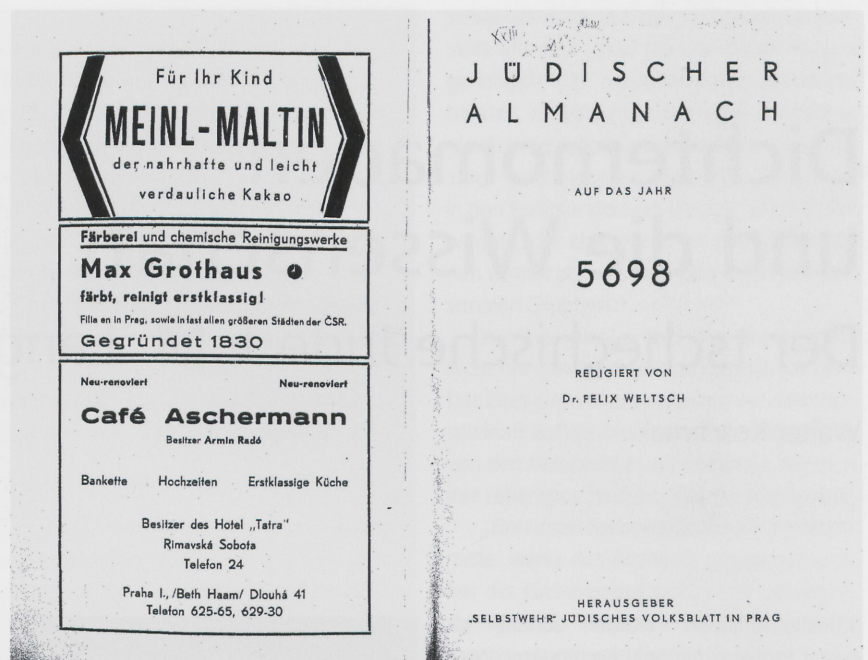 Für Ihr Kind
MEINL-MALTIN
der nahrhafte und leicht
verdauliche Kakao
Färberei und chemische Reinigungswerke
Max Grothaus
färbt, reinigt erstklassig!
Filia en in Prag, sowie in fast allen größeren Städten der ČSR.
Gegründet 1830
Neu-renoviert Neu-renoviert
Café Aschermann
Besitzer Armin Radó
Bankette Hochzeiten Erstklassige Küche
Besitzer des Hotel „Tatra"
Rimavská Sobota
Telefon 24
Praha I., /Beth Haam/ Dlouhá 41
Telefon 625-65, 629-30
XXIII
JÜDISCHER
ALMANACH
AUF DAS JAHR
5698
REDIGIERT VON
Dr. FELIX WELTSCH
HERAUSGEBER
„SELBSTWEHR" JÜDISCHES VOLKSBLATT IN PRAG